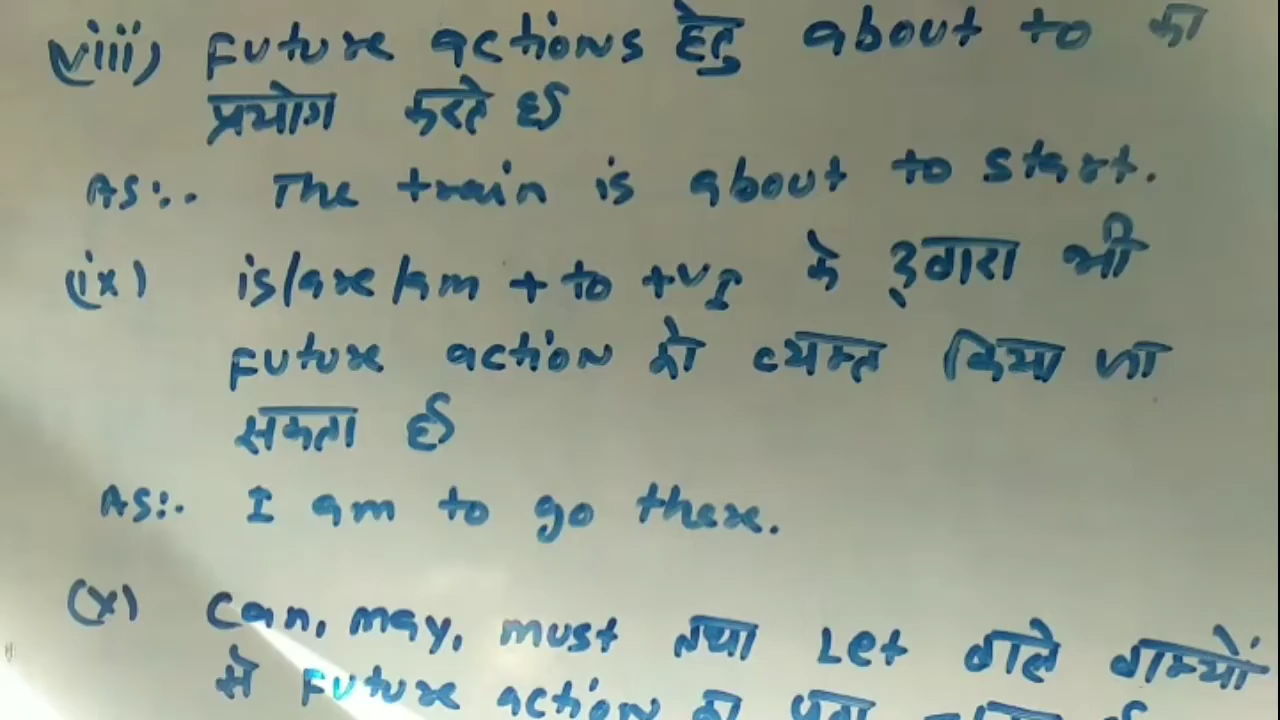 (viii) Future actions हेतु about to का
प्रयोग करते हैं
AS:. The train is about to start.
(ix) is/are/am + to + V I के द्वारा भी
Future action को व्यक्त किया जा
सकता है
AS:. I am to go there.
(x) Can, may, must तथा Let वाले वाक्यों
से Future action का पता